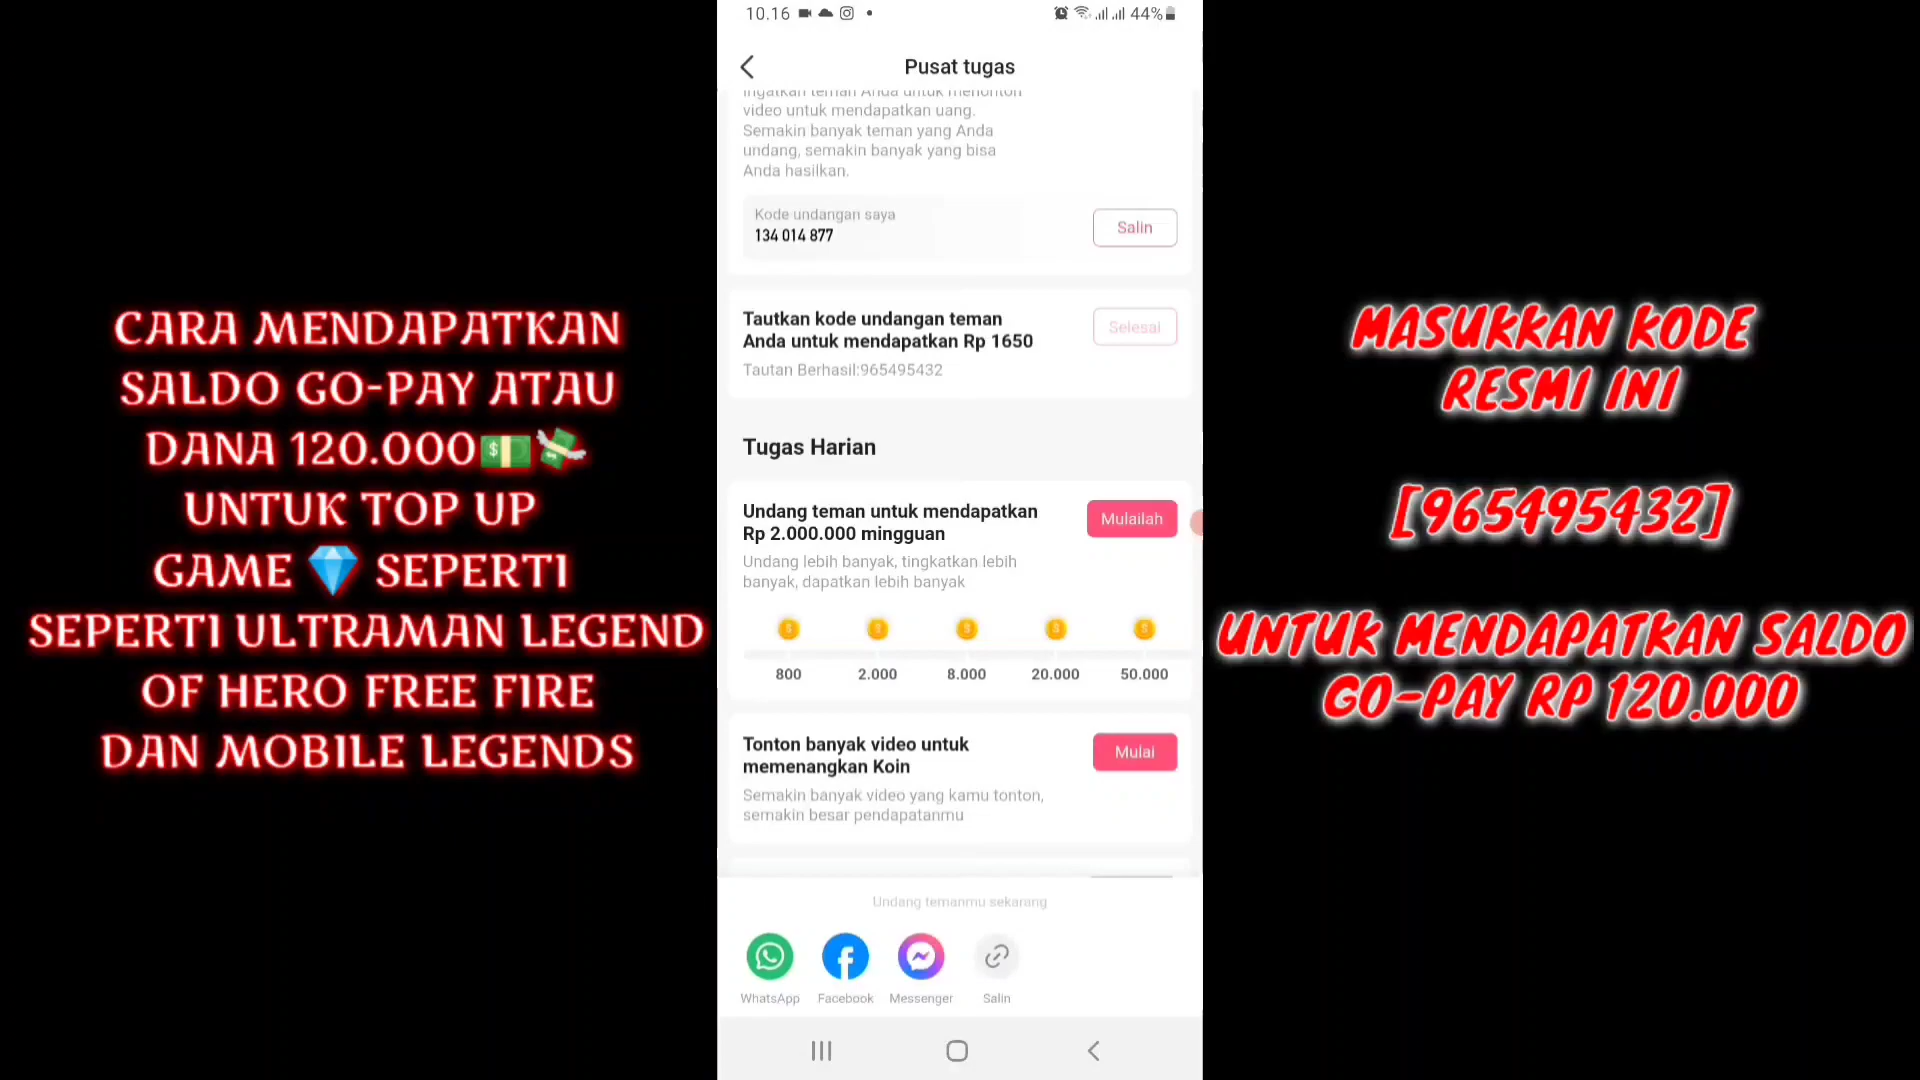 CARA MENDAPATKAN
SALDO GO-PAY ATAU
DANA 120.000
UNTUK TOP UP
GAME SEPERTI
SEPERTI ULTRAMAN LEGEND
OF HERO FREE FIRE
DAN MOBILE LEGENDS
10.16
44%
Pusat tugas
Ingatkan teman Anda untuk menonton
video untuk mendapatkan uang.
Semakin banyak teman yang Anda
undang, semakin banyak yang bisa
Anda hasilkan.
Kode undangan saya
134 014 877
Salin
Tautkan kode undangan teman
Anda untuk mendapatkan Rp 1650
Selesai
Tautan Berhasil:965495432
Tugas Harian
Undang teman untuk mendapatkan
Rp 2.000.000 mingguan
Mulailah
Undang lebih banyak, tingkatkan lebih
banyak, dapatkan lebih banyak
800 2.000 8.000 20.000 50.000
Tonton banyak video untuk
memenangkan Koin
Mulai
Semakin banyak video yang kamu tonton,
semakin besar pendapatanmu
Undang temanmu sekarang
WhatsApp Facebook Messenger Salin
MASUKKAN KODE
RESMI INI
[965495432]
UNTUK MENDAPATKAN SALDO
GO-PAY RP 120.000